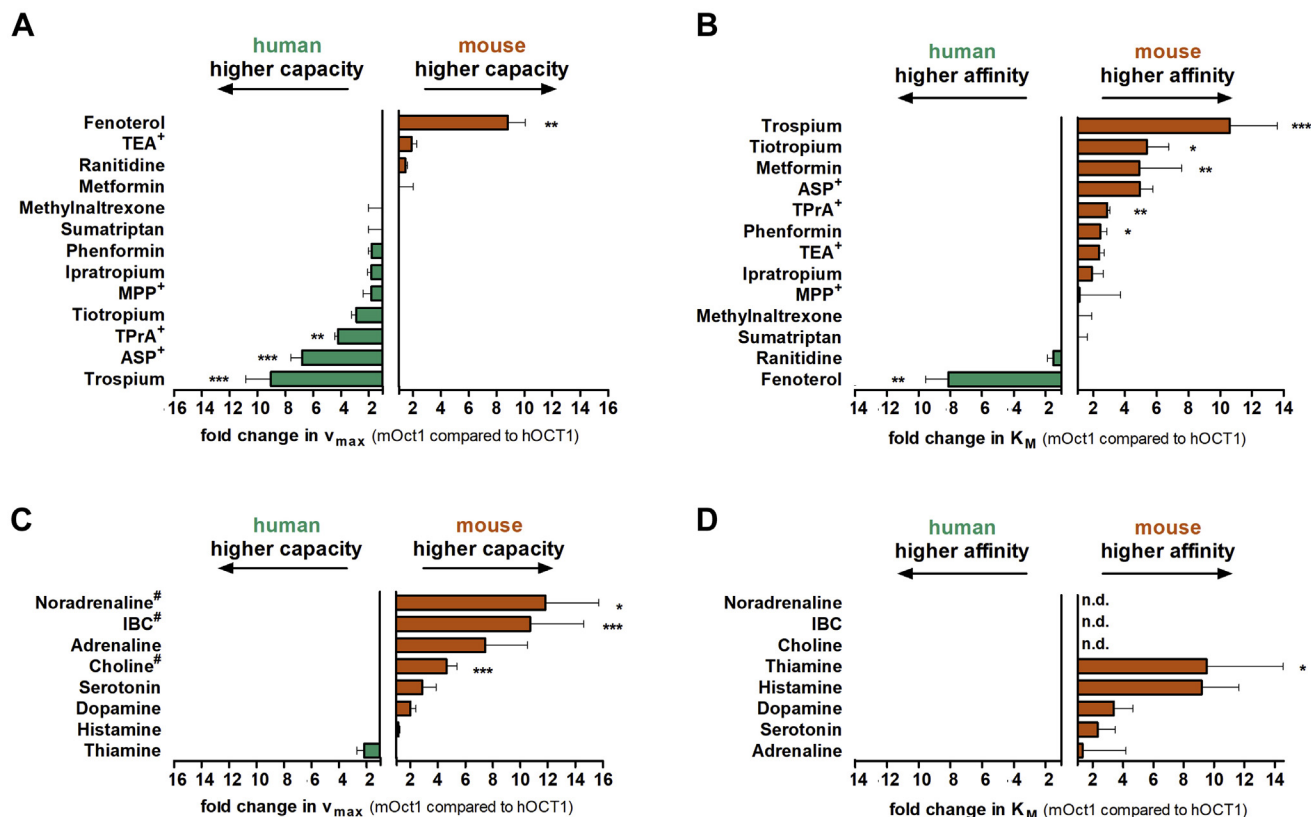 A
human
higher capacity
mouse
higher capacity
Fenoterol
**
TEA+
Ranitidine
Metformin
Methylnaltrexone
Sumatriptan
Phenformin
Ipratropium
MPP+
Tiotropium
TPrA+
**
ASP+
***
Trospium
***
16 14 12 10 8 6 4 2 2 4 6 8 10 12 14 16
fold change in vmax (mOct1 compared to hOCT1)
B
human
higher affinity
mouse
higher affinity
Trospium
***
Tiotropium
*
Metformin
**
ASP+
TPrA+
**
Phenformin
*
TEA+
Ipratropium
MPP+
Methylnaltrexone
Sumatriptan
Ranitidine
Fenoterol
**
14 12 10 8 6 4 2 2 4 6 8 10 12 14
fold change in KM (mOct1 compared to hOCT1)
C
human
higher capacity
mouse
higher capacity
Noradrenaline#
*
IBC#
***
Adrenaline
Choline#
***
Serotonin
Dopamine
Histamine
Thiamine
16 14 12 10 8 6 4 2 2 4 6 8 10 12 14 16
fold change in vmax (mOct1 compared to hOCT1)
D
human
higher affinity
mouse
higher affinity
Noradrenaline n.d.
IBC n.d.
Choline n.d.
Thiamine
*
Histamine
Dopamine
Serotonin
Adrenaline
14 12 10 8 6 4 2 2 4 6 8 10 12 14
fold change in KM (mOct1 compared to hOCT1)